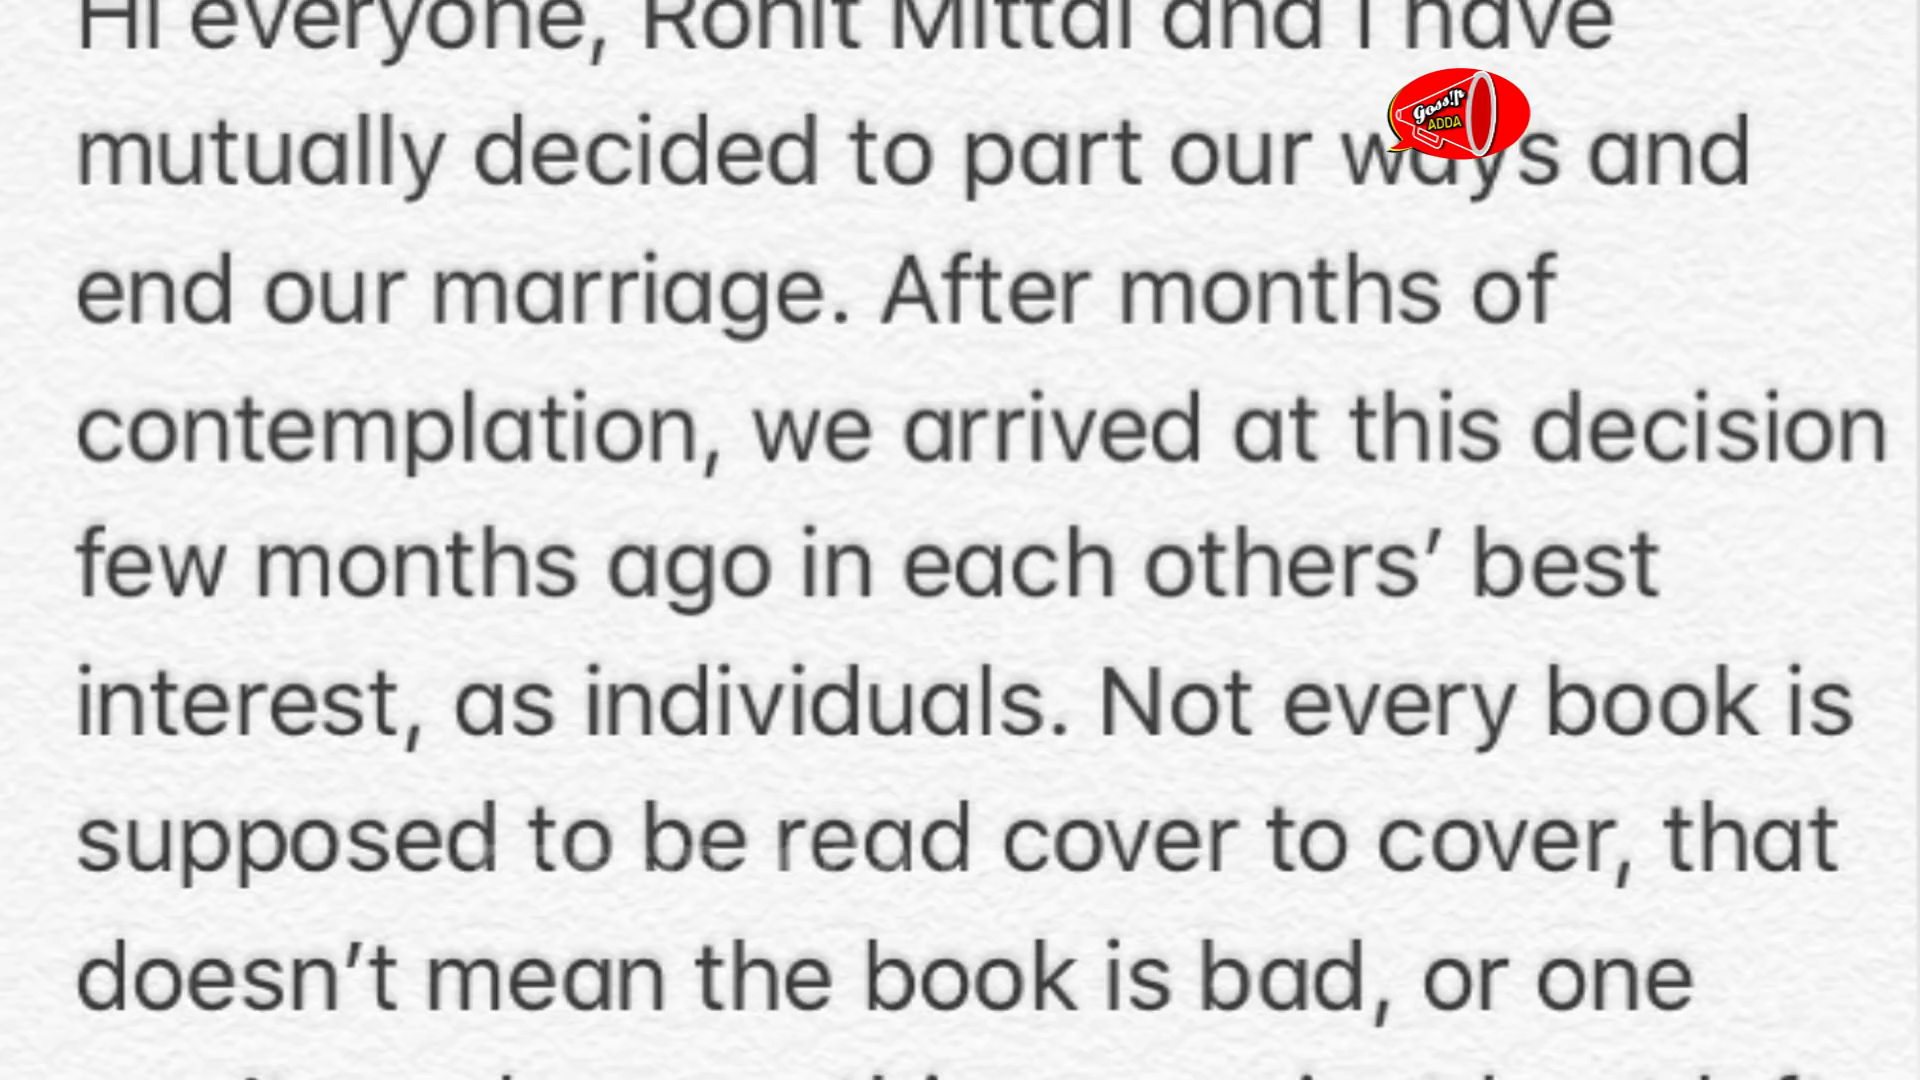 Hi everyone, Rohit Mittal and I have
Goss!p
ADDA
mutually decided to part our ways and
end our marriage. After months of
contemplation, we arrived at this decision
few months ago in each others’ best
interest, as individuals. Not every book is
supposed to be read cover to cover, that
doesn’t mean the book is bad, or one